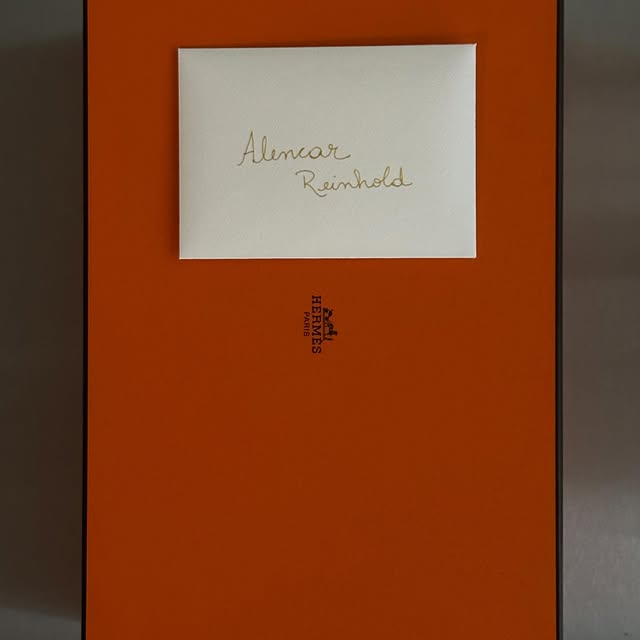 Alencar
Reinhold
HERMÈS
PARIS